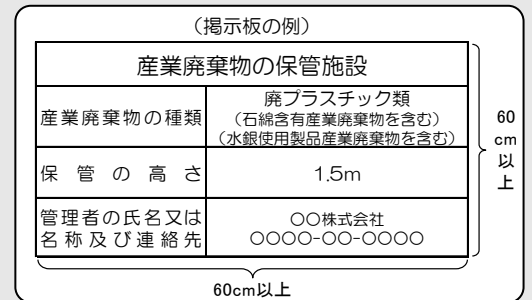 （掲示板の例）
産業廃棄物の保管施設
産業廃棄物の種類
廃プラスチック類
（石綿含有産業廃棄物を含む）
（水銀使用製品産業廃棄物を含む）
保管の高さ
1.5m
管理者の氏名又は
名称及び連絡先
○○株式会社
○○○○-○○-○○○○
60
cm
以
上
60cm以上